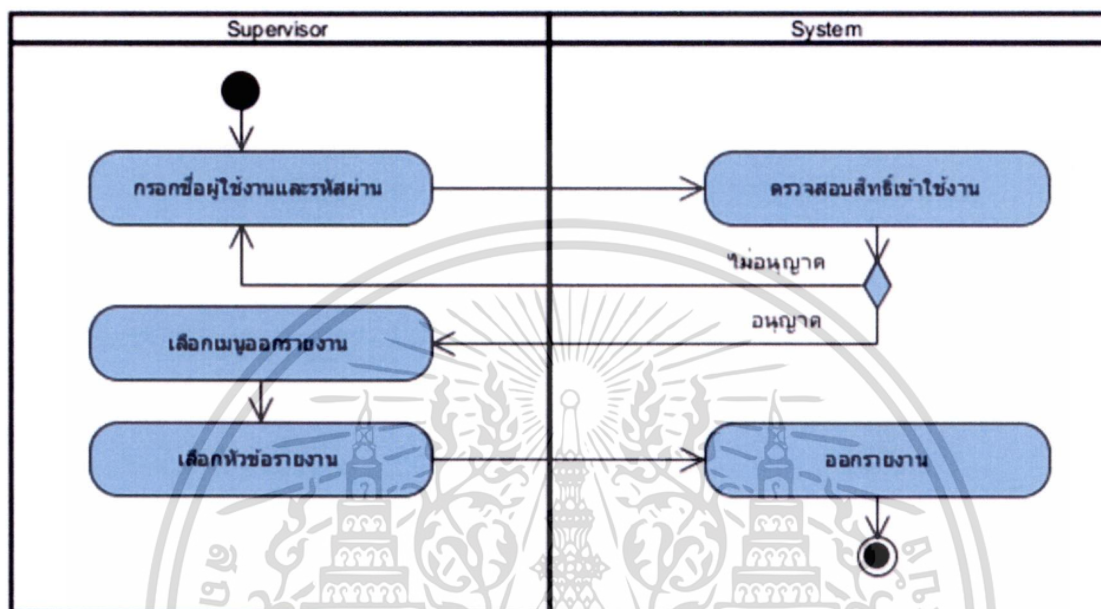 Supervisor
System
กรอกชื่อผู้ใช้งานและรหัสผ่าน
ตรวจสอบสิทธิ์เข้าใช้งาน
ไม่อนุญาต
อนุญาต
เลือกเมนูออกรายงาน
เลือกหัวข้อรายงาน
ออกรายงาน